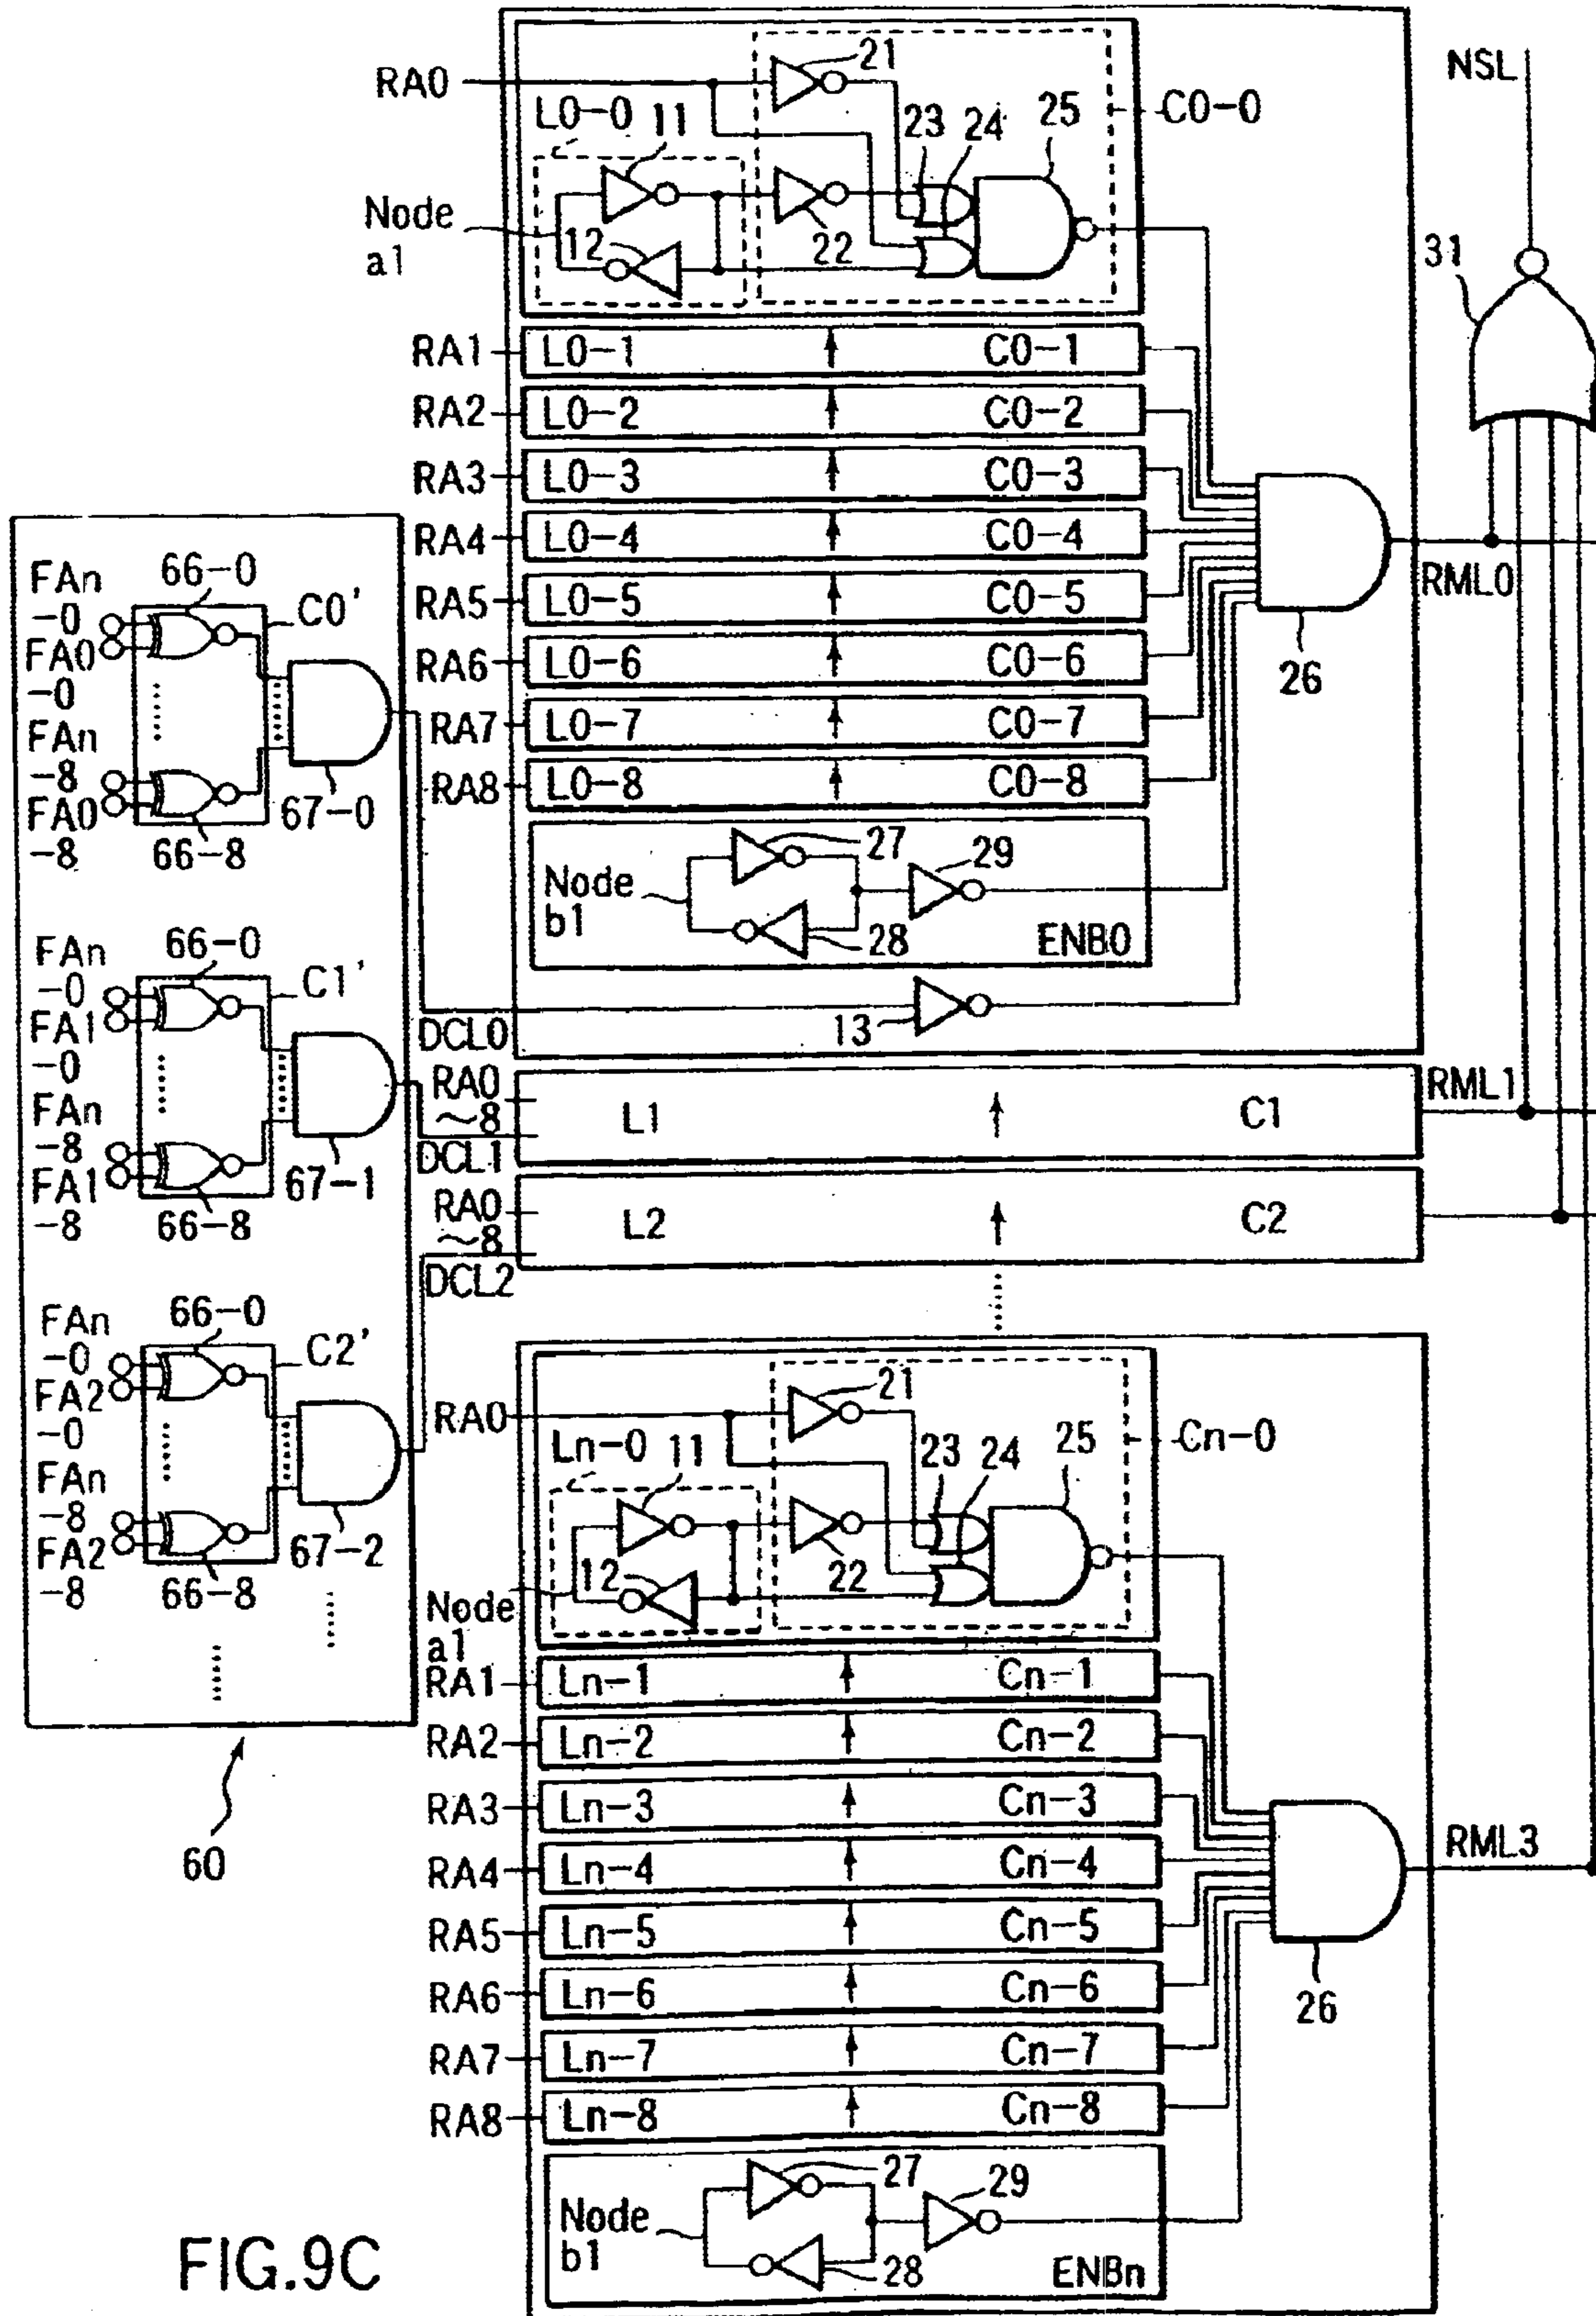 RA0
21
C0-0
NSL
L0-0
11
23
24
25
Node
a1
12
22
31
RA1
L0-1
C0-1
RA2
L0-2
C0-2
RA3
L0-3
C0-3
RA4
L0-4
C0-4
RA5
L0-5
C0-5
RA6
L0-6
C0-6
RA7
L0-7
C0-7
RA8
L0-8
C0-8
26
RML0
27
29
Node
b1
28
ENB0
13
DCL0
FAn
-0
FA0
-0
FAn
-8
FA0
-8
66-0
C0'
66-8
67-0
FAn
-0
FA1
-0
FAn
-8
FA1
-8
66-0
C1'
66-8
67-1
FAn
-0
FA2
-0
FAn
-8
FA2
-8
66-0
C2'
66-8
67-2
60
RA0
~8
DCL1
L1
C1
RML1
RA0
~8
DCL2
L2
C2
RA0
21
Cn-0
Ln-0
11
23
24
25
12
22
Node
a1
RA1
Ln-1
Cn-1
RA2
Ln-2
Cn-2
RA3
Ln-3
Cn-3
RA4
Ln-4
Cn-4
RA5
Ln-5
Cn-5
RA6
Ln-6
Cn-6
RA7
Ln-7
Cn-7
RA8
Ln-8
Cn-8
26
RML3
27
29
Node
b1
28
ENBn
FIG.9C